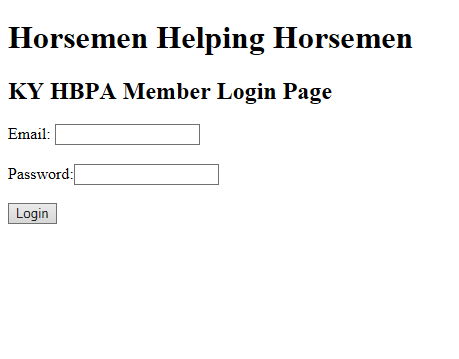 Horsemen Helping Horsemen
KY HBPA Member Login Page
Email:
Password:
Login